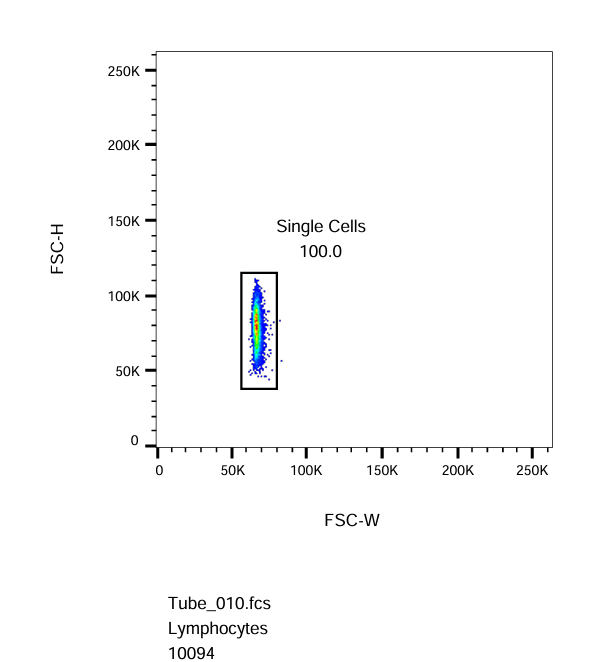 250K
200K
150K
100K
50K
0
FSC-H
Single Cells
100.0
0 50K 100K 150K 200K 250K
FSC-W
Tube_010.fcs
Lymphocytes
10094